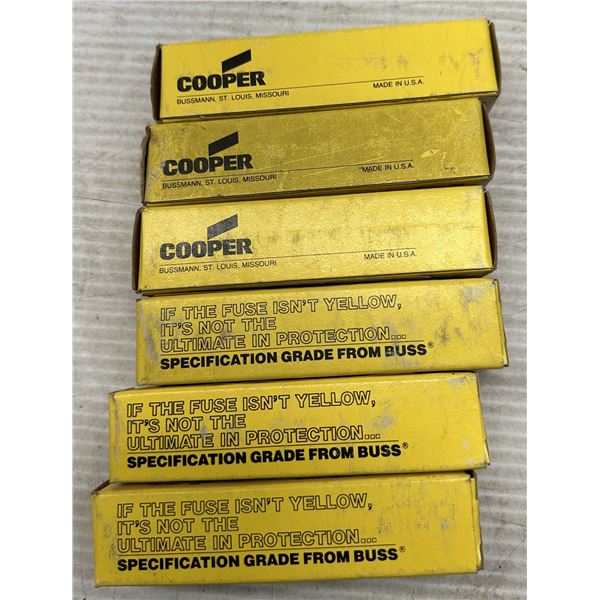 COOPER
BUSSMANN, ST. LOUIS, MISSOURI MADE IN U.S.A.
COOPER
BUSSMANN, ST. LOUIS, MISSOURI MADE IN U.S.A.
COOPER
BUSSMANN, ST. LOUIS, MISSOURI MADE IN U.S.A.
IF THE FUSE ISN'T YELLOW,
IT'S NOT THE
ULTIMATE IN PROTECTION...
SPECIFICATION GRADE FROM BUSS®
IF THE FUSE ISN'T YELLOW,
IT'S NOT THE
ULTIMATE IN PROTECTION...
SPECIFICATION GRADE FROM BUSS®
IF THE FUSE ISN'T YELLOW,
IT'S NOT THE
ULTIMATE IN PROTECTION...
SPECIFICATION GRADE FROM BUSS®